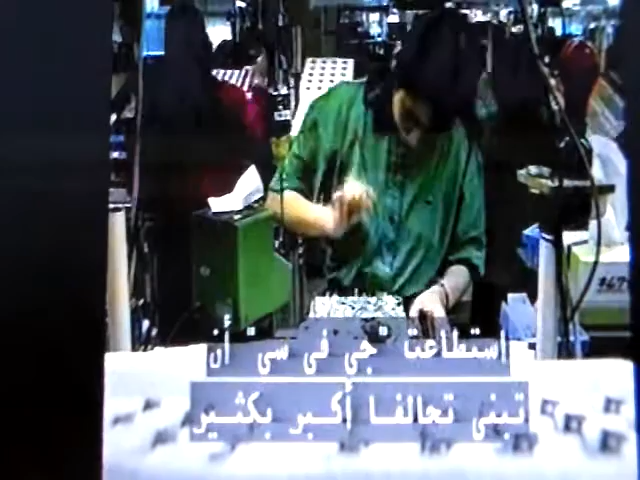 استطاعت "جي في سي" أن
تبني تحالفا أكبر بكثير